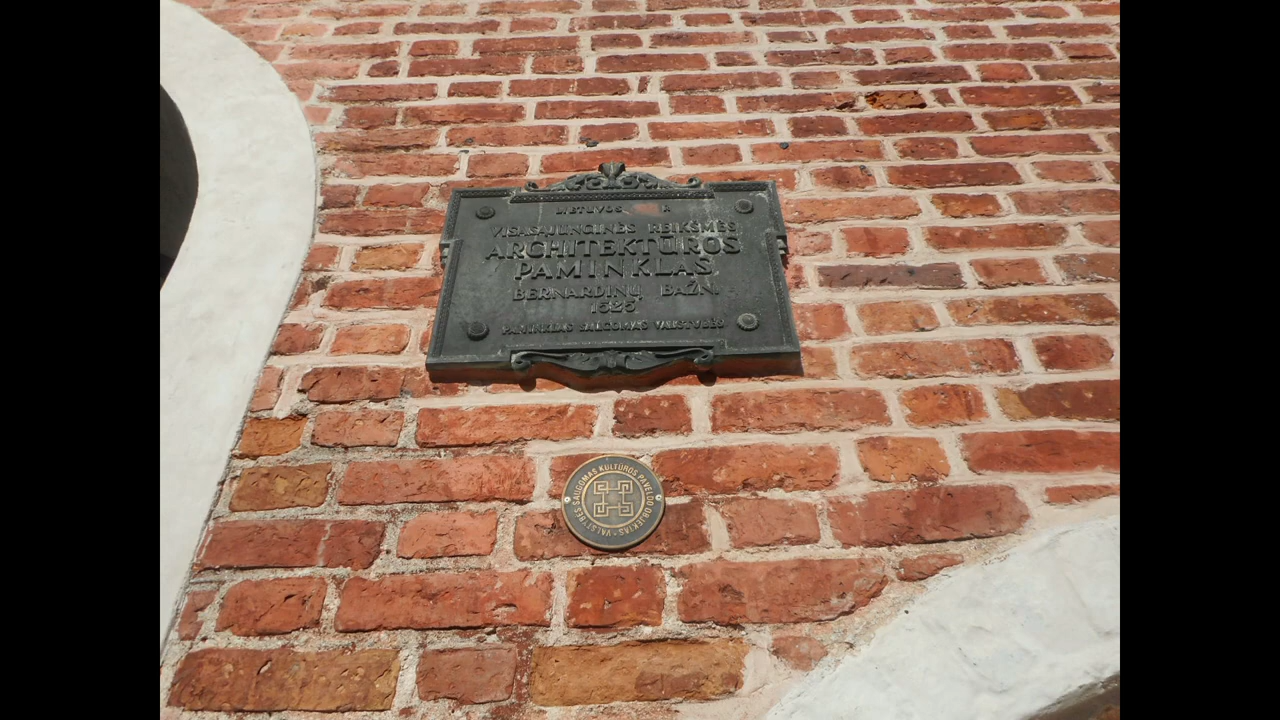 LIETUVOS R
VISASĄJUNGINĖS REIKŠMĖS
ARCHITEKTŪROS
PAMINKLAS
BERNARDINŲ BAŽN.
1525
PAMINKLAS SAUGOMAS VALSTYBĖS
VALSTYBĖS SAUGOMAS KULTŪROS PAVELDO OBJEKTAS